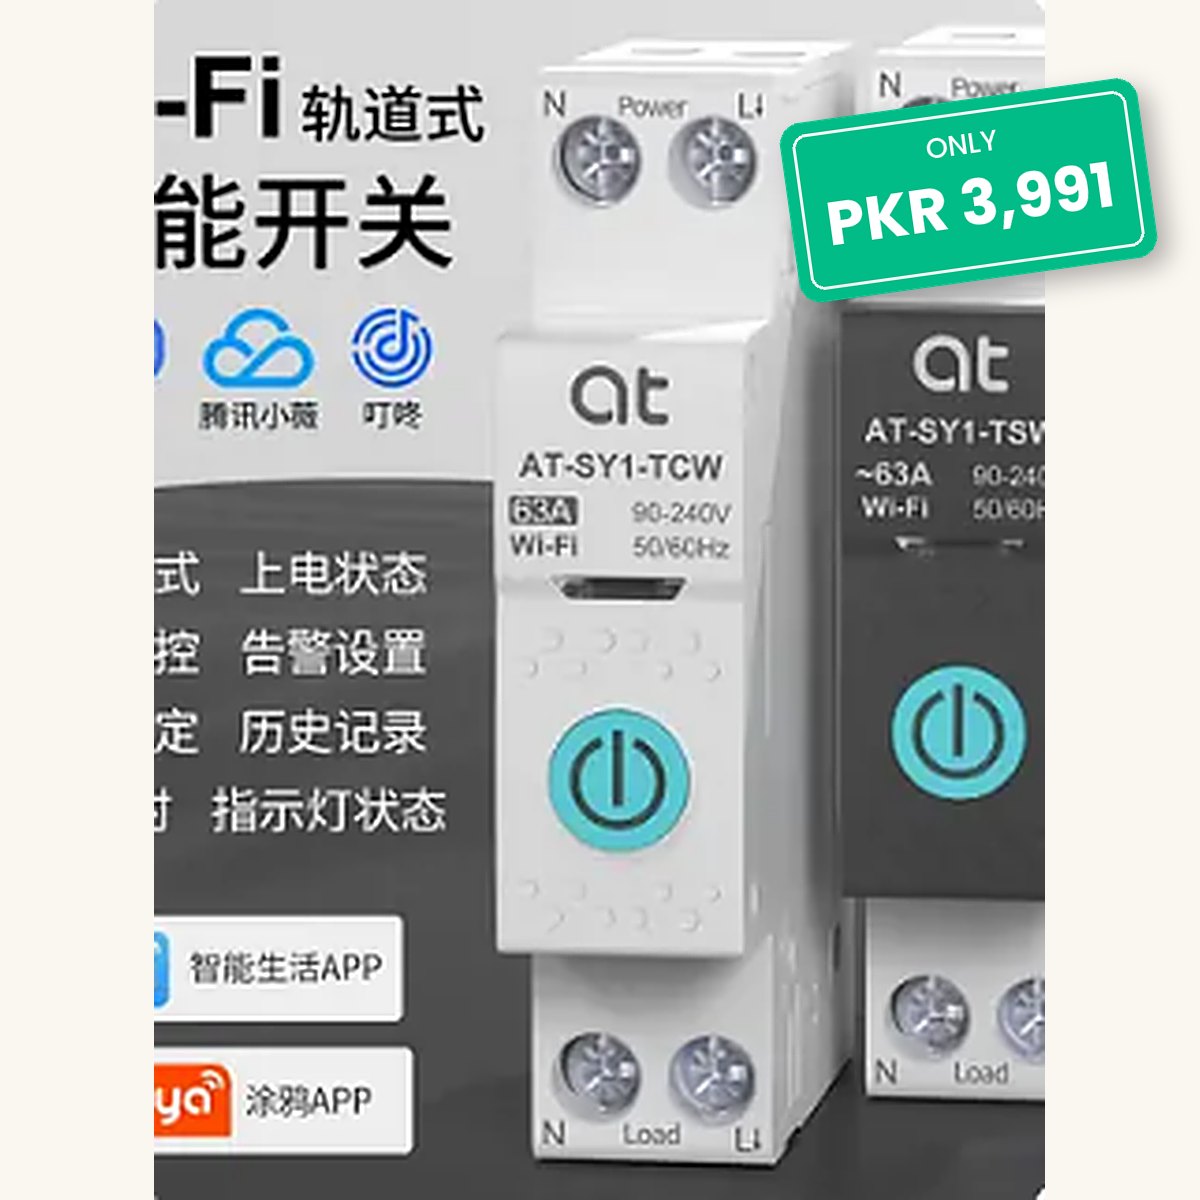 -Fi 轨道式
能开关
腾讯小薇 叮咚
式 上电状态
控 告警设置
定 历史记录
时 指示灯状态
智能生活APP
ya
涂鸦APP
N Power L
at
AT-SY1-TCW
63A 90-240V
Wi-Fi 50/60Hz
N Load L
N Power
ONLY
PKR 3,991
at
AT-SY1-TSW
~63A 90-240
Wi-Fi 50/60H
N Load